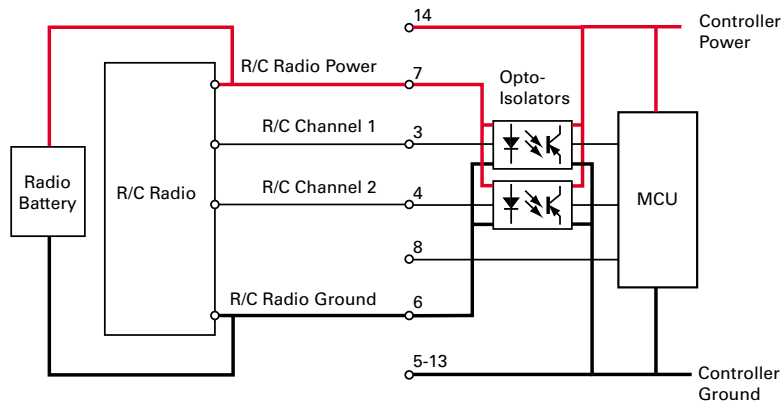 14
Controller
Power
R/C Radio Power
7
Opto-
Isolators
R/C Channel 1
3
Radio
Battery
R/C Radio
R/C Channel 2
4
MCU
8
R/C Radio Ground
6
5-13
Controller
Ground